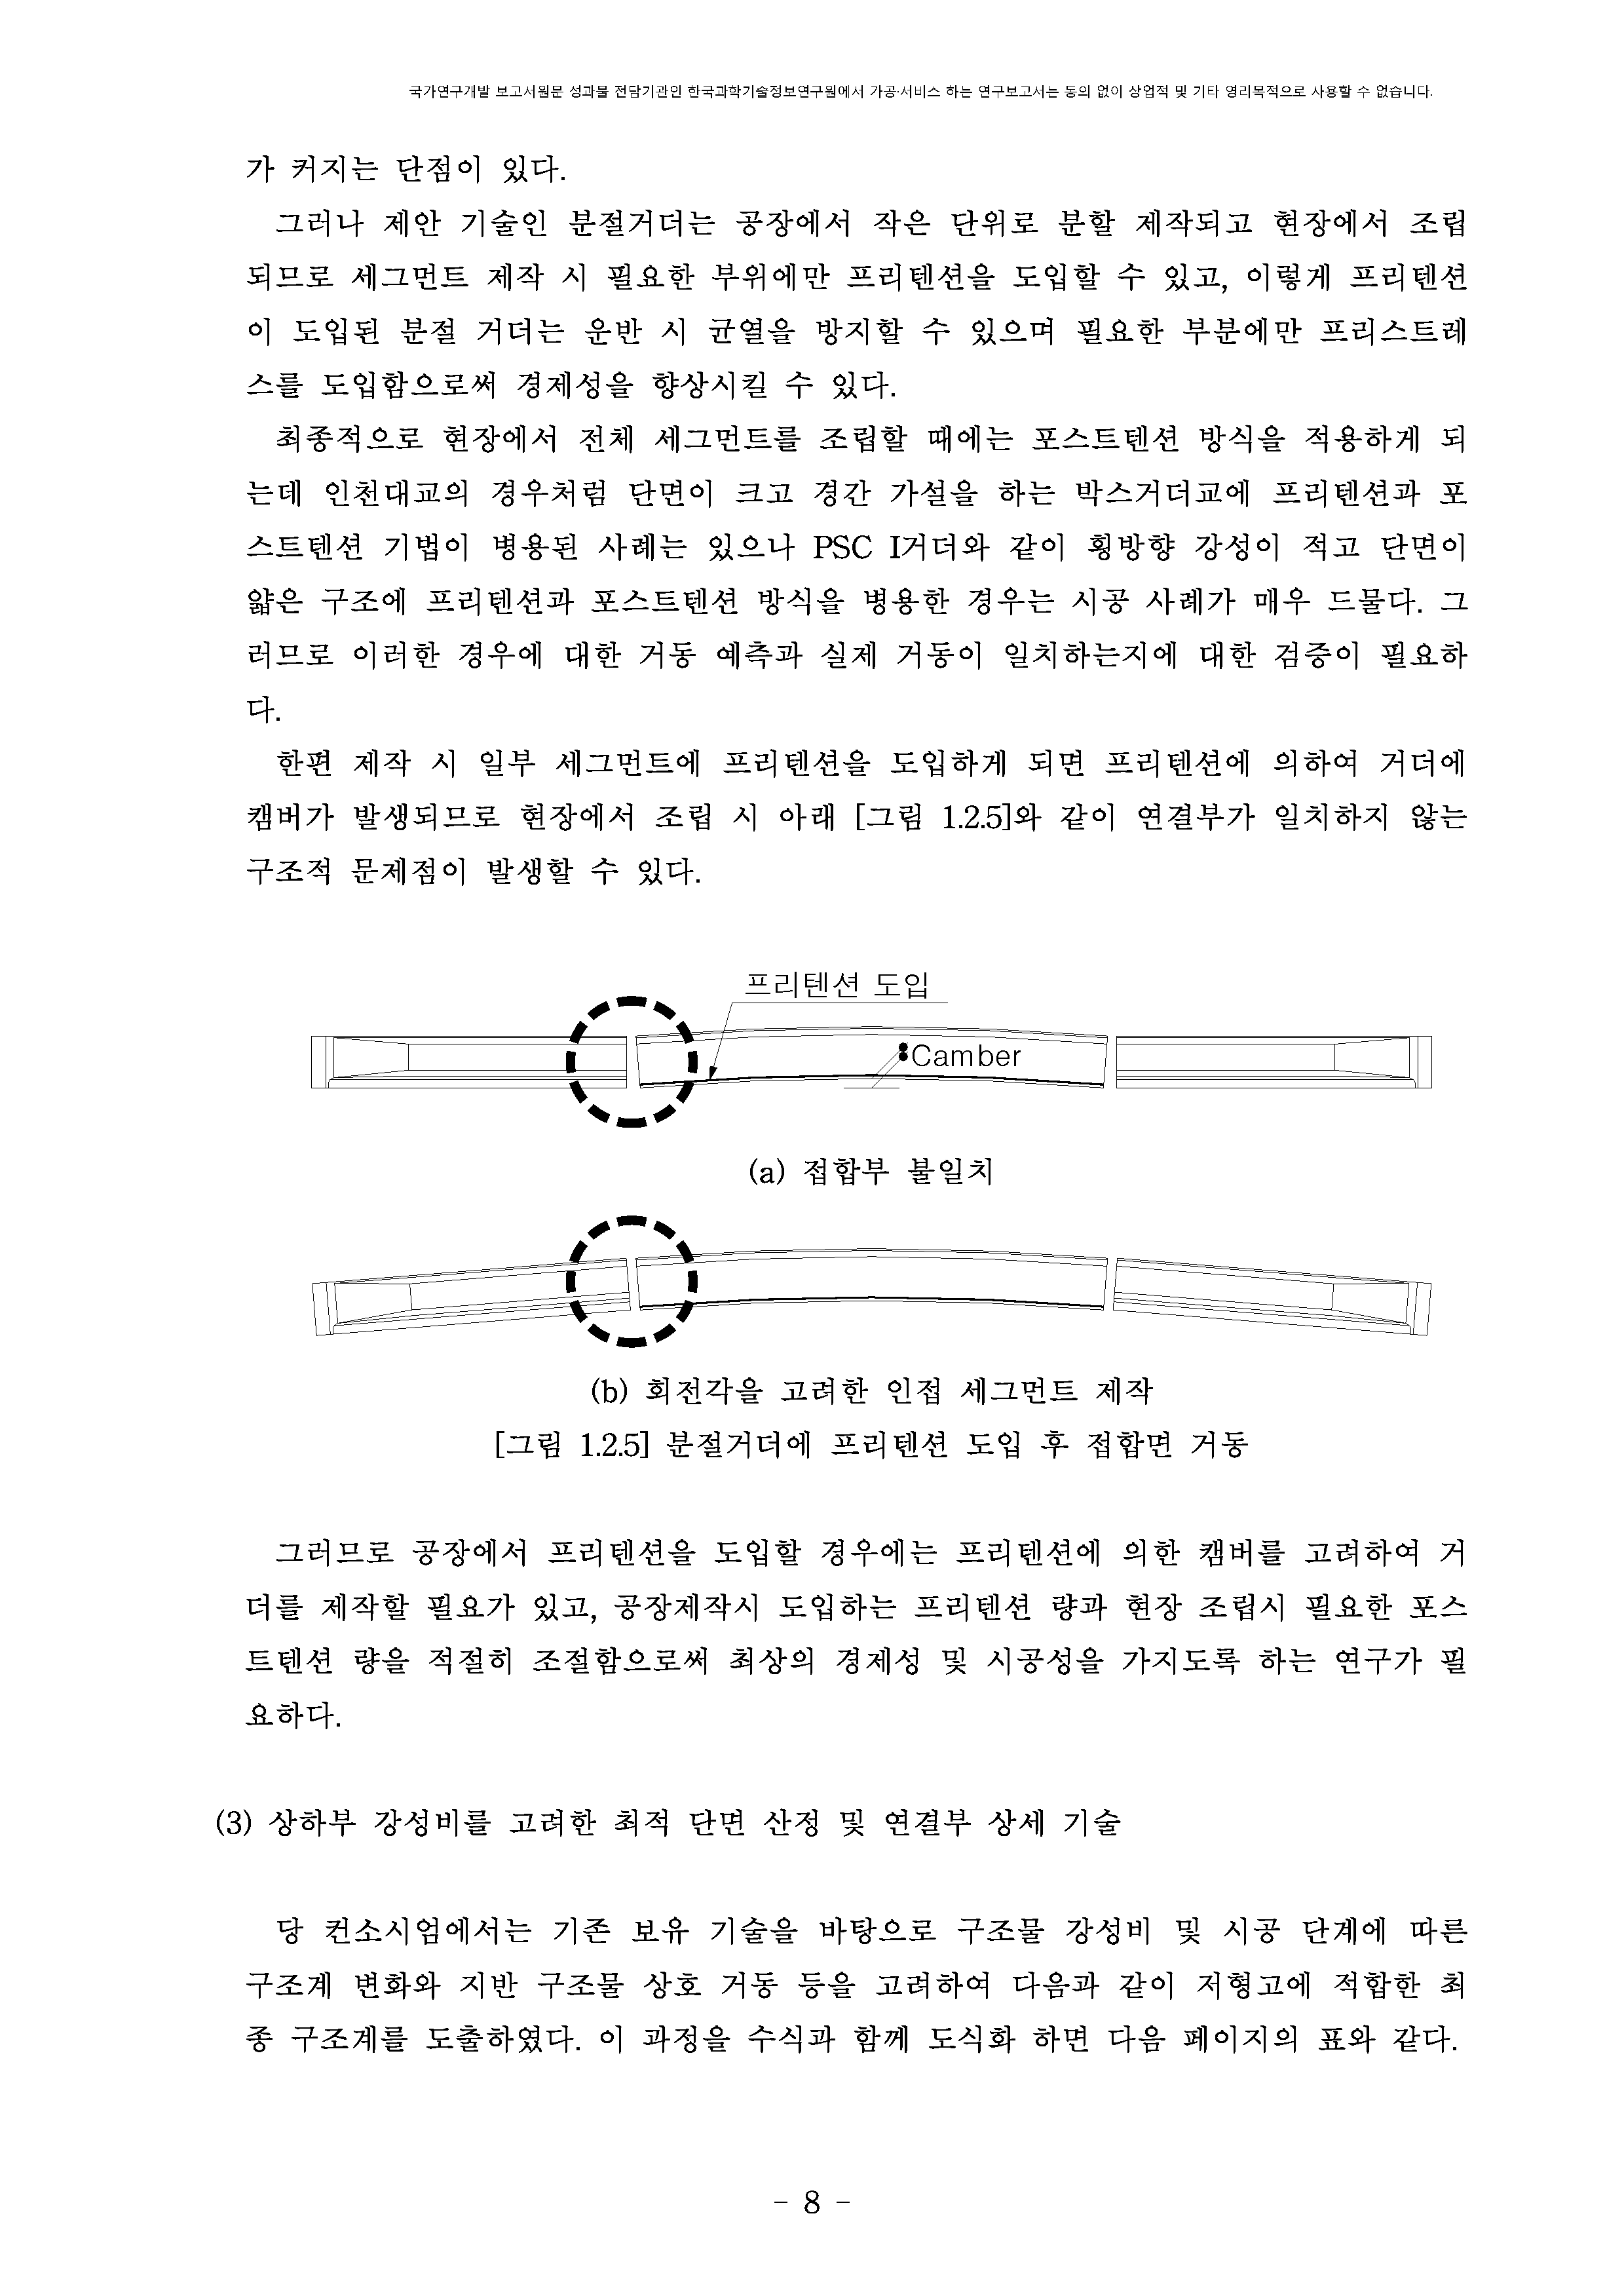 국가연구개발 보고서원문 성과물 전담기관인 한국과학기술정보연구원에서 가공·서비스 하는 연구보고서는 동의 없이 상업적 및 기타 영리목적으로 사용할 수 없습니다.
가 커지는 단점이 있다.
그러나 제안 기술인 분절거더는 공장에서 작은 단위로 분할 제작되고 현장에서 조립
되므로 세그먼트 제작 시 필요한 부위에만 프리텐션을 도입할 수 있고, 이렇게 프리텐션
이 도입된 분절 거더는 운반 시 균열을 방지할 수 있으며 필요한 부분에만 프리스트레
스를 도입함으로써 경제성을 향상시킬 수 있다.
최종적으로 현장에서 전체 세그먼트를 조립할 때에는 포스트텐션 방식을 적용하게 되
는데 인천대교의 경우처럼 단면이 크고 경간 가설을 하는 박스거더교에 프리텐션과 포
스트텐션 기법이 병용된 사례는 있으나 PSC I거더와 같이 횡방향 강성이 적고 단면이
얇은 구조에 프리텐션과 포스트텐션 방식을 병용한 경우는 시공 사례가 매우 드물다. 그
러므로 이러한 경우에 대한 거동 예측과 실제 거동이 일치하는지에 대한 검증이 필요하
다.
한편 제작 시 일부 세그먼트에 프리텐션을 도입하게 되면 프리텐션에 의하여 거더에
캠버가 발생되므로 현장에서 조립 시 아래 [그림 1.2.5]와 같이 연결부가 일치하지 않는
구조적 문제점이 발생할 수 있다.
프리텐션 도입
Camber
(a) 접합부 불일치
(b) 회전각을 고려한 인접 세그먼트 제작
[그림 1.2.5] 분절거더에 프리텐션 도입 후 접합면 거동
그러므로 공장에서 프리텐션을 도입할 경우에는 프리텐션에 의한 캠버를 고려하여 거
더를 제작할 필요가 있고, 공장제작시 도입하는 프리텐션 량과 현장 조립시 필요한 포스
트텐션 량을 적절히 조절함으로써 최상의 경제성 및 시공성을 가지도록 하는 연구가 필
요하다.
(3) 상하부 강성비를 고려한 최적 단면 산정 및 연결부 상세 기술
당 컨소시엄에서는 기존 보유 기술을 바탕으로 구조물 강성비 및 시공 단계에 따른
구조계 변화와 지반 구조물 상호 거동 등을 고려하여 다음과 같이 저형고에 적합한 최
종 구조계를 도출하였다. 이 과정을 수식과 함께 도식화 하면 다음 페이지의 표와 같다.
- 8 -